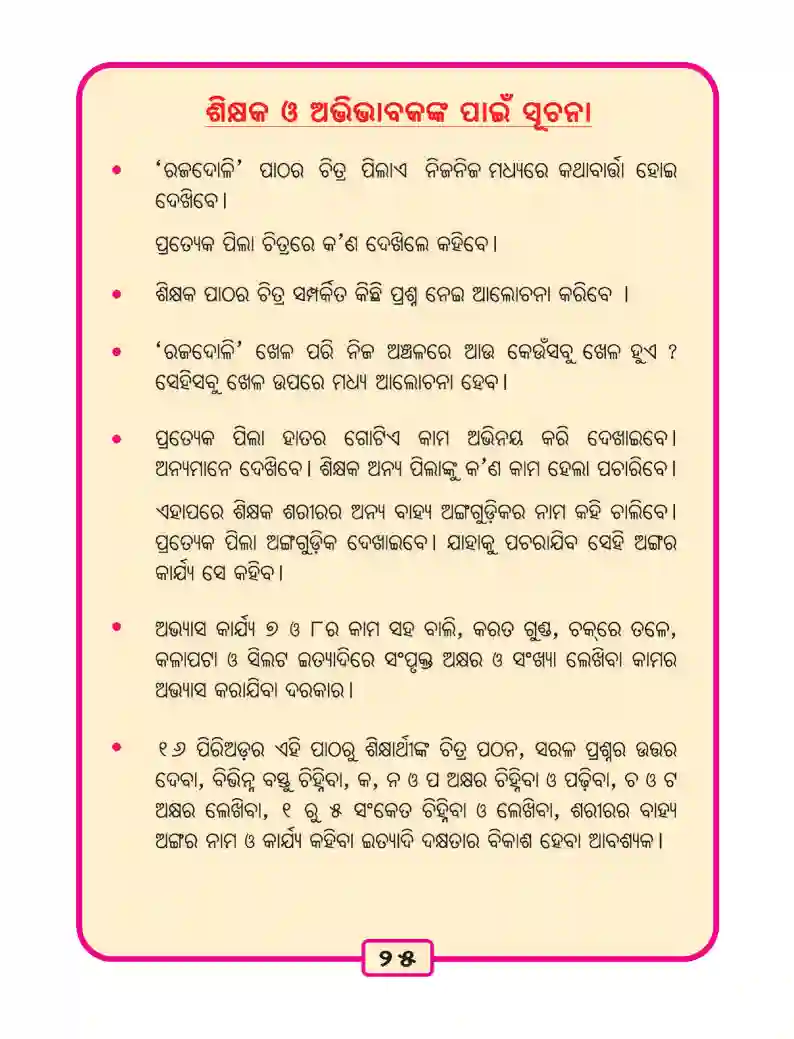 ଶିକ୍ଷକ ଓ ଅଭିଭାବକଙ୍କ ପାଇଁ ସୂଚନା
• ‘ରଜଦୋଳି’ ପାଠର ଚିତ୍ର ପିଲାଏ ନିଜନିଜ ମଧ୍ୟରେ କଥାବାର୍ତ୍ତା ହୋଇ
ଦେଖିବେ।
ପ୍ରତ୍ୟେକ ପିଲା ଚିତ୍ରରେ କ’ଣ ଦେଖିଲେ କହିବେ।
• ଶିକ୍ଷକ ପାଠର ଚିତ୍ର ସମ୍ପର୍କିତ କିଛି ପ୍ରଶ୍ନ ନେଇ ଆଲୋଚନା କରିବେ ।
• ‘ରଜଦୋଳି’ ଖେଳ ପରି ନିଜ ଅଞ୍ଚଳରେ ଆଉ କେଉଁସବୁ ଖେଳ ହୁଏ ?
ସେହିସବୁ ଖେଳ ଉପରେ ମଧ୍ୟ ଆଲୋଚନା ହେବ।
• ପ୍ରତ୍ୟେକ ପିଲା ହାତର ଗୋଟିଏ କାମ ଅଭିନୟ କରି ଦେଖାଇବେ।
ଅନ୍ୟମାନେ ଦେଖିବେ। ଶିକ୍ଷକ ଅନ୍ୟ ପିଲାଙ୍କୁ କ’ଣ କାମ ହେଲା ପଚାରିବେ।
ଏହାପରେ ଶିକ୍ଷକ ଶରୀରର ଅନ୍ୟ ବାହ୍ୟ ଅଙ୍ଗଗୁଡ଼ିକର ନାମ କହି ଚାଲିବେ।
ପ୍ରତ୍ୟେକ ପିଲା ଅଙ୍ଗଗୁଡ଼ିକ ଦେଖାଇବେ। ଯାହାକୁ ପଚରାଯିବ ସେହି ଅଙ୍ଗର
କାର୍ଯ୍ୟ ସେ କହିବ।
• ଅଭ୍ୟାସ କାର୍ଯ୍ୟ ୭ ଓ ୮ର କାମ ସହ ବାଲି, କରତ ଗୁଣ୍ଡ, ଚକ୍‌ରେ ତଳେ,
କଳାପଟା ଓ ସିଲଟ ଇତ୍ୟାଦିରେ ସଂପୃକ୍ତ ଅକ୍ଷର ଓ ସଂଖ୍ୟା ଲେଖିବା କାମର
ଅଭ୍ୟାସ କରାଯିବା ଦରକାର।
• ୧୬ ପିରିଅଡ଼ର ଏହି ପାଠରୁ ଶିକ୍ଷାର୍ଥୀଙ୍କ ଚିତ୍ର ପଠନ, ସରଳ ପ୍ରଶ୍ନର ଉତ୍ତର
ଦେବା, ବିଭିନ୍ନ ବସ୍ତୁ ଚିହ୍ନିବା, କ, ନ ଓ ପ ଅକ୍ଷର ଚିହ୍ନିବା ଓ ପଢ଼ିବା, ଚ ଓ ଟ
ଅକ୍ଷର ଲେଖିବା, ୧ ରୁ ୫ ସଂକେତ ଚିହ୍ନିବା ଓ ଲେଖିବା, ଶରୀରର ବାହ୍ୟ
ଅଙ୍ଗର ନାମ ଓ କାର୍ଯ୍ୟ କହିବା ଇତ୍ୟାଦି ଦକ୍ଷତାର ବିକାଶ ହେବା ଆବଶ୍ୟକ।
୨୫